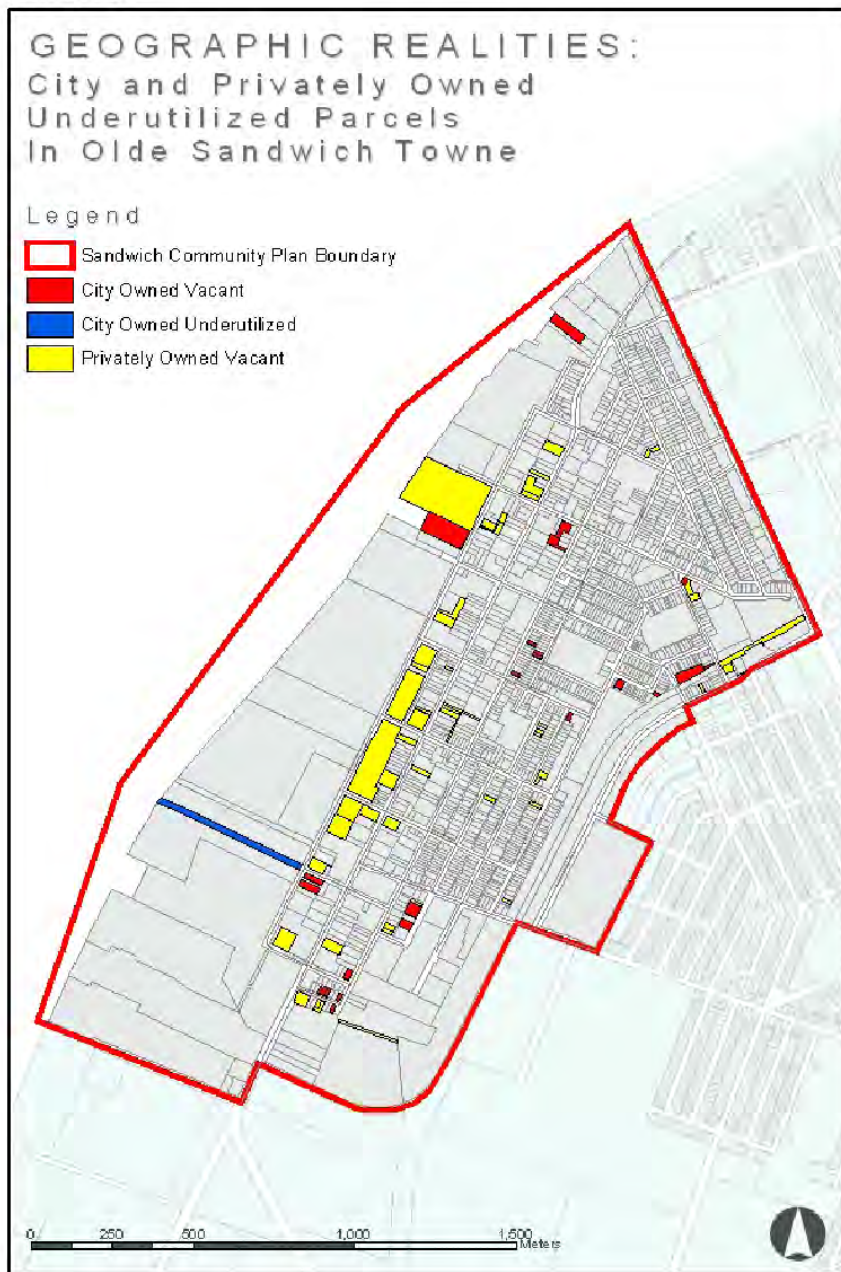 GEOGRAPHIC REALITIES:
City and Privately Owned
Underutilized Parcels
In Olde Sandwich Towne
Legend
Sandwich Community Plan Boundary
City Owned Vacant
City Owned Underutilized
Privately Owned Vacant
0 250 500 1,000 1,500
Meters